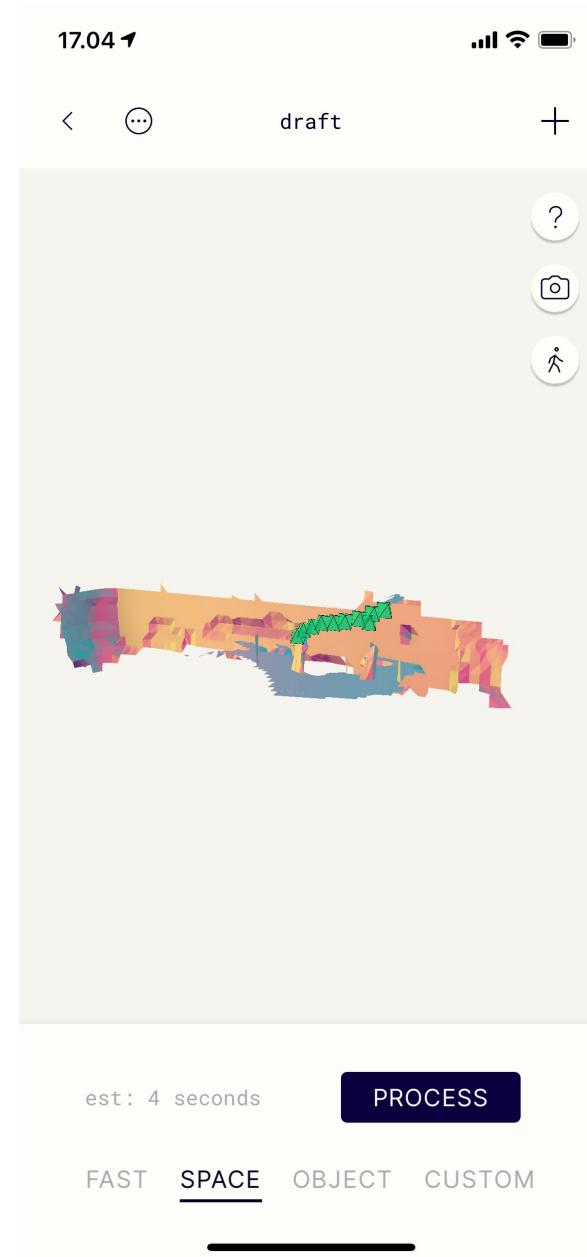 17.04
draft
?
est: 4 seconds
PROCESS
FAST SPACE OBJECT CUSTOM